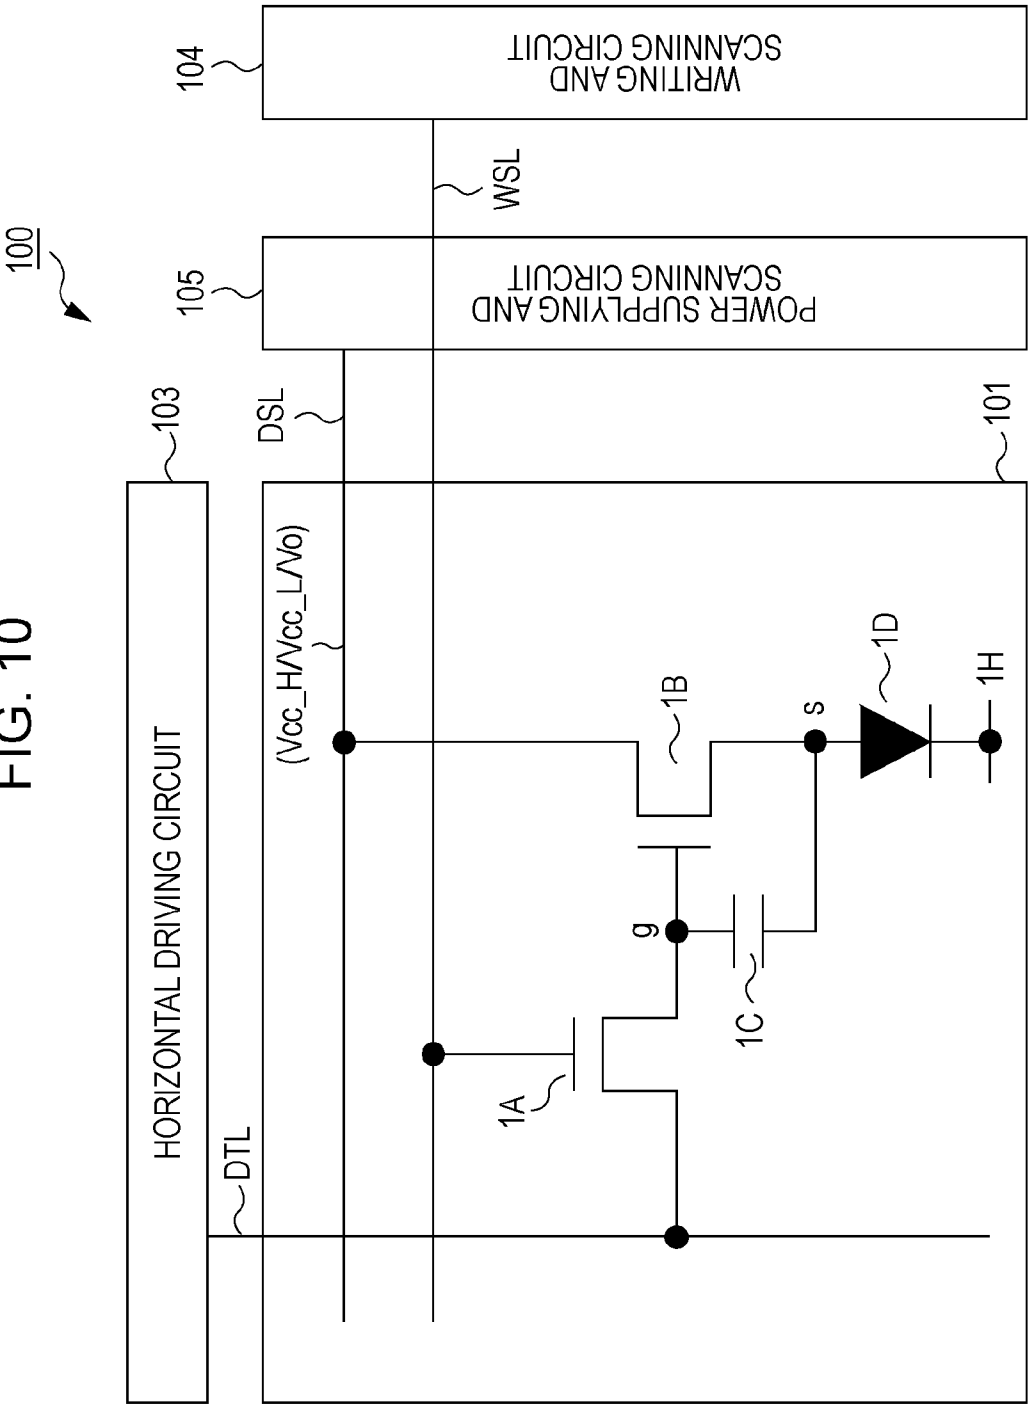 FIG. 10
100
HORIZONTAL DRIVING CIRCUIT
103
DTL
DSL
105
104
(Vcc_H/Vcc_L/Vo)
WSL
POWER SUPPLYING AND
SCANNING CIRCUIT
WRITING AND
SCANNING CIRCUIT
1A
g
1B
1C
s
1D
1H
101